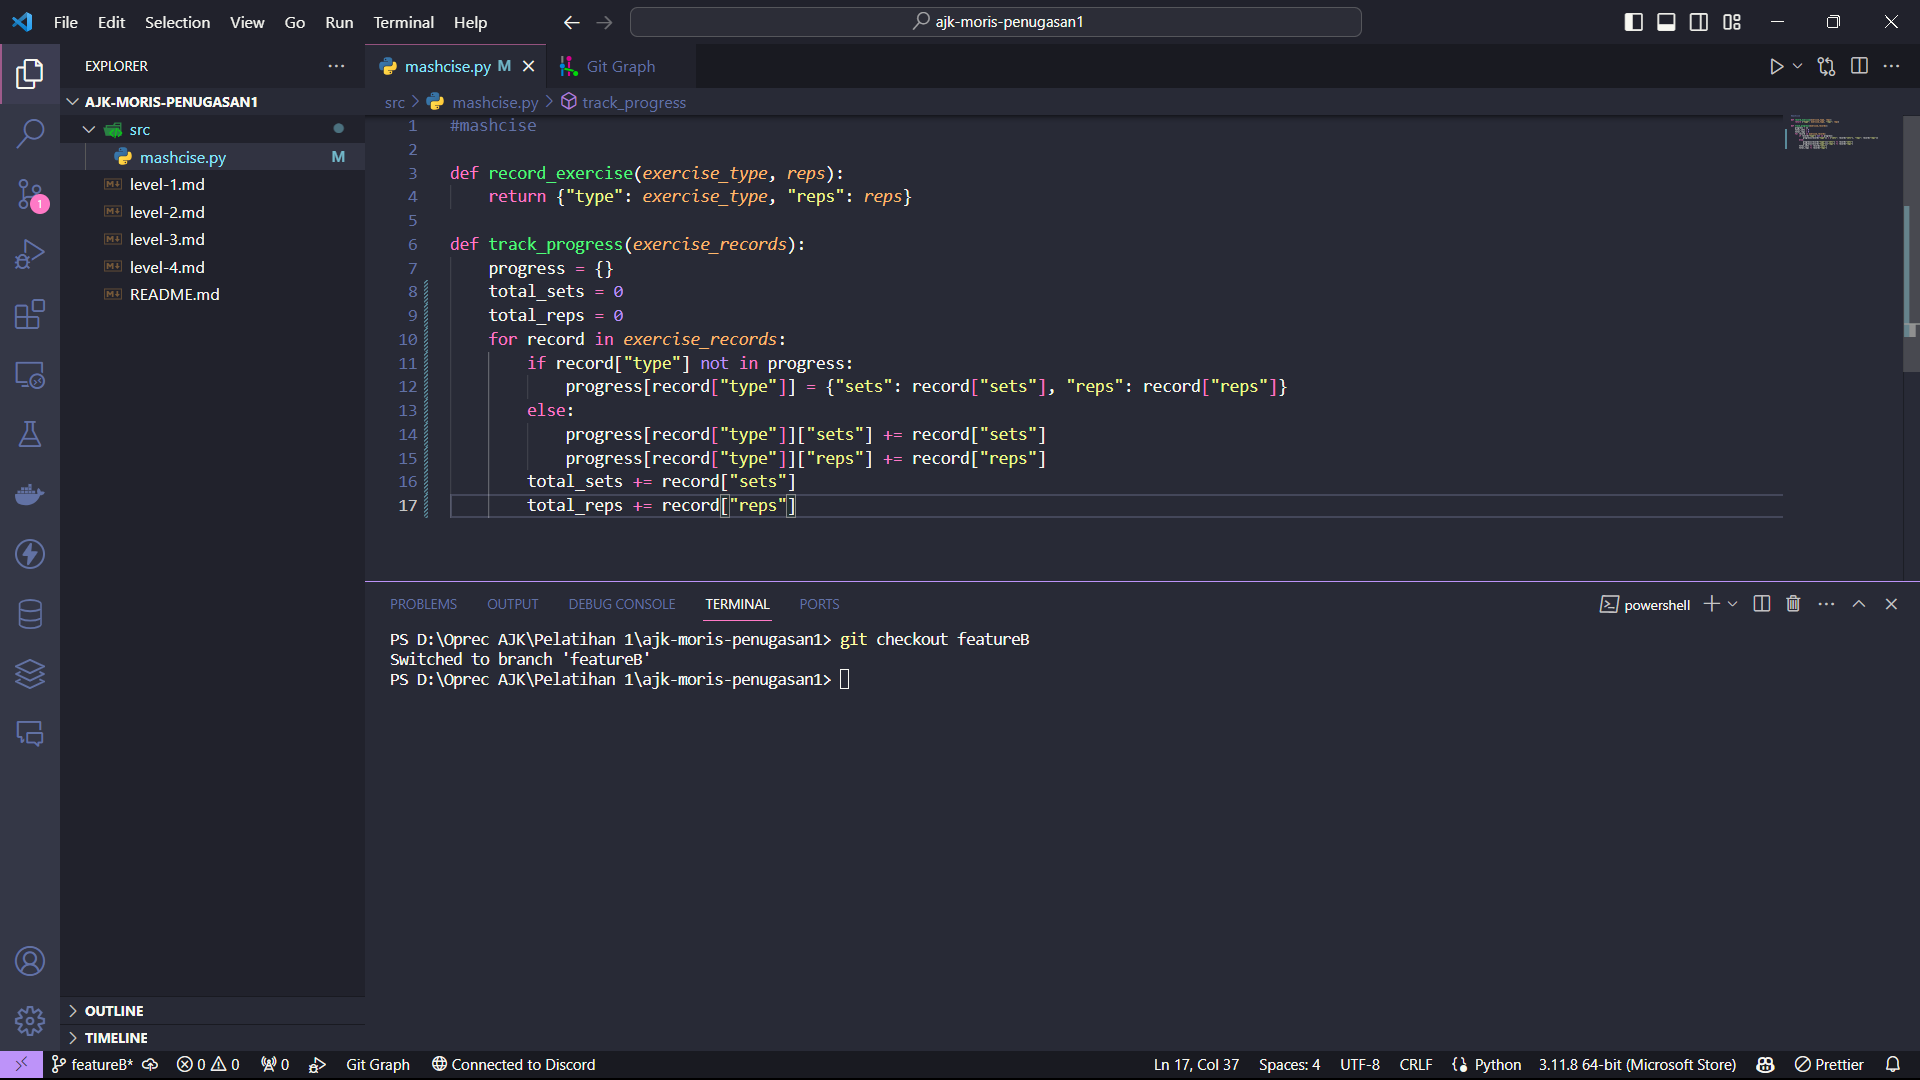 File Edit Selection View Go Run Terminal Help
ajk-moris-penugasan1
EXPLORER
AJK-MORIS-PENUGASAN1
src
mashcise.py M
level-1.md
level-2.md
level-3.md
level-4.md
README.md
OUTLINE
TIMELINE
1
mashcise.py M
Git Graph
src > mashcise.py > track_progress
1 #mashcise
2
3 def record_exercise(exercise_type, reps):
4 return {"type": exercise_type, "reps": reps}
5
6 def track_progress(exercise_records):
7 progress = {}
8 total_sets = 0
9 total_reps = 0
10 for record in exercise_records:
11 if record["type"] not in progress:
12 progress[record["type"]] = {"sets": record["sets"], "reps": record["reps"]}
13 else:
14 progress[record["type"]]["sets"] += record["sets"]
15 progress[record["type"]]["reps"] += record["reps"]
16 total_sets += record["sets"]
17 total_reps += record["reps"]
PROBLEMS OUTPUT DEBUG CONSOLE TERMINAL PORTS
powershell
PS D:\Oprec AJK\Pelatihan 1\ajk-moris-penugasan1> git checkout featureB
Switched to branch 'featureB'
PS D:\Oprec AJK\Pelatihan 1\ajk-moris-penugasan1>
featureB* 0 0 0 Git Graph Connected to Discord
Ln 17, Col 37 Spaces: 4 UTF-8 CRLF Python 3.11.8 64-bit (Microsoft Store) Prettier